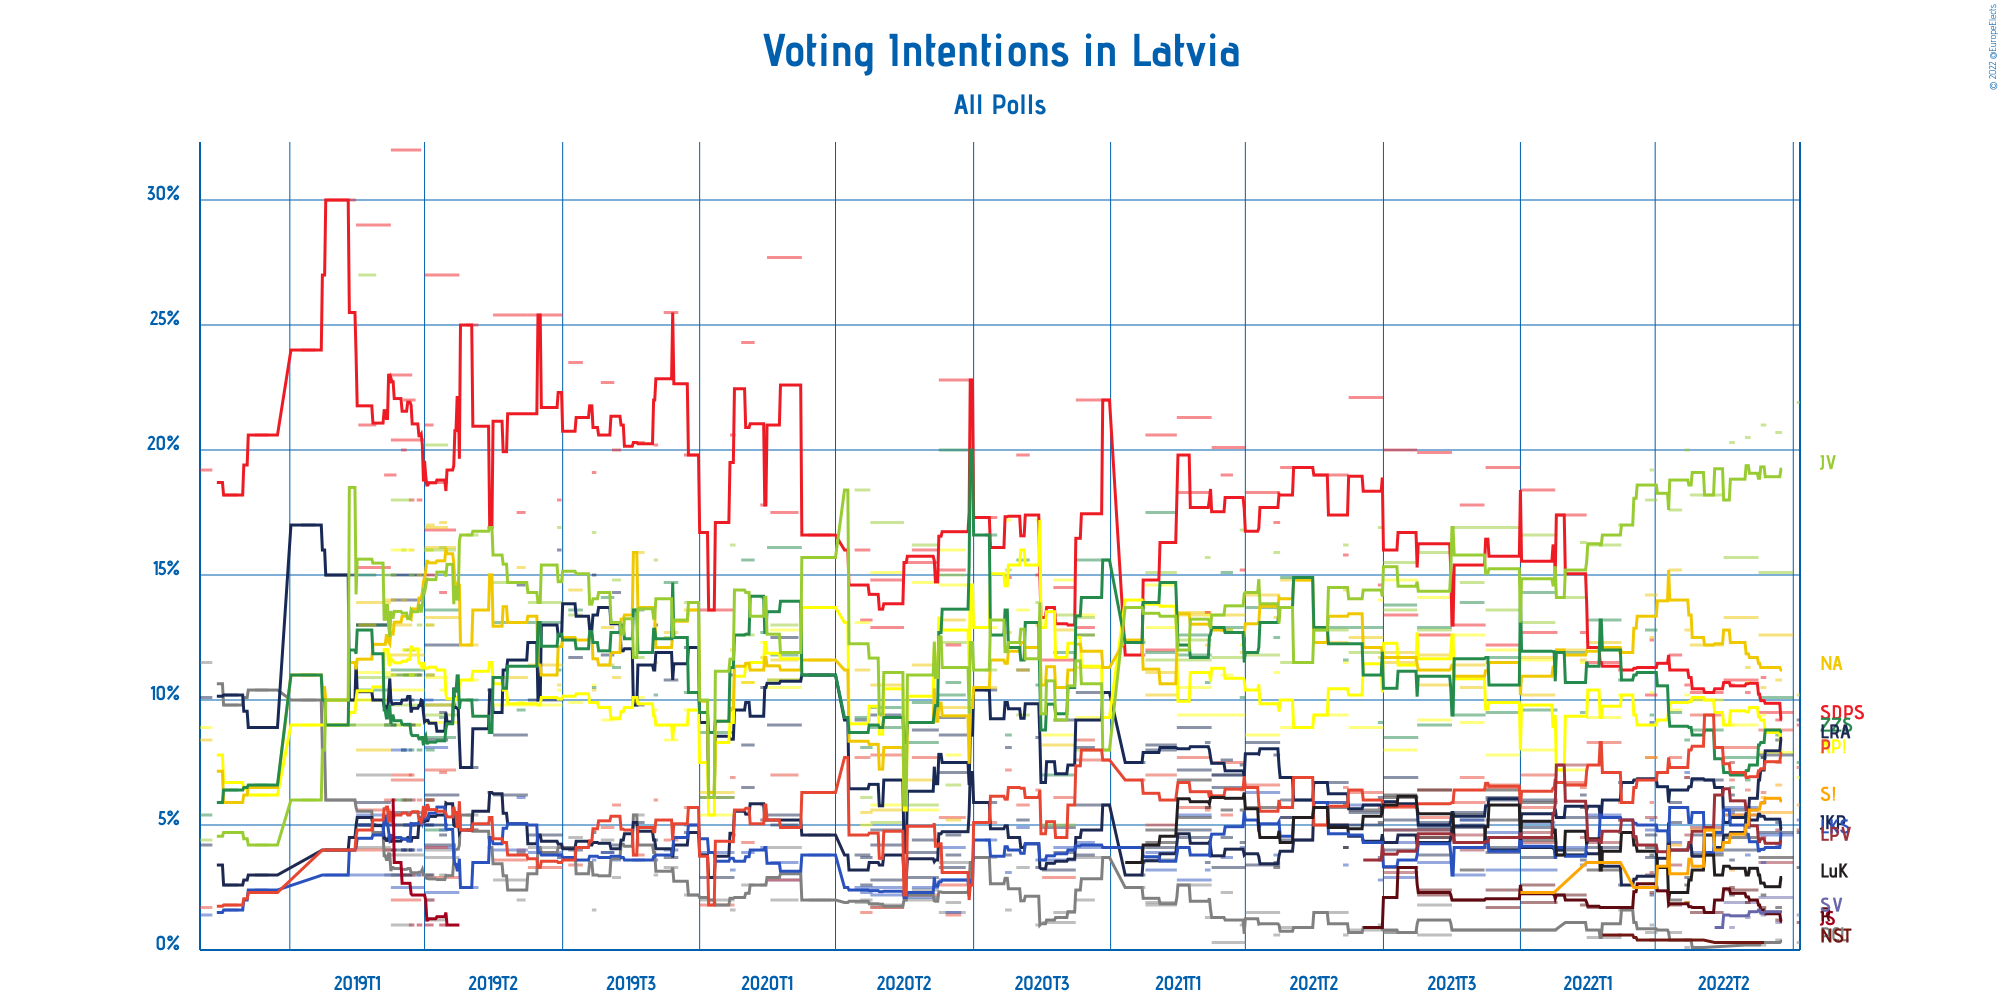 © 2022 @EuropeElects
Voting Intentions in Latvia
All Polls
30%
25%
20%
15%
10%
5%
0%
JV
NA
SDPS
ZZS
LRA
P
S!
JKP
LPV
LuK
SV
JS
NST
2019T1
2019T2
2019T3
2020T1
2020T2
2020T3
2021T1
2021T2
2021T3
2022T1
2022T2